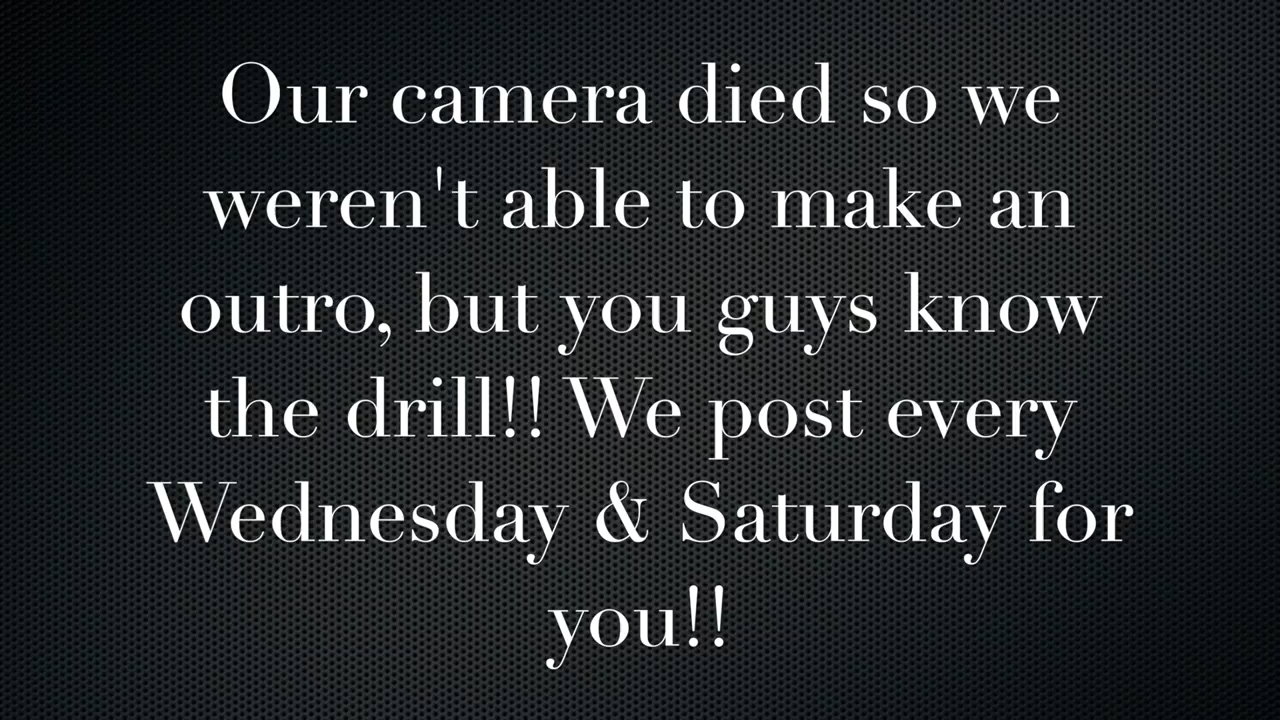 Our camera died so we
weren't able to make an
outro, but you guys know
the drill!! We post every
Wednesday & Saturday for
you!!